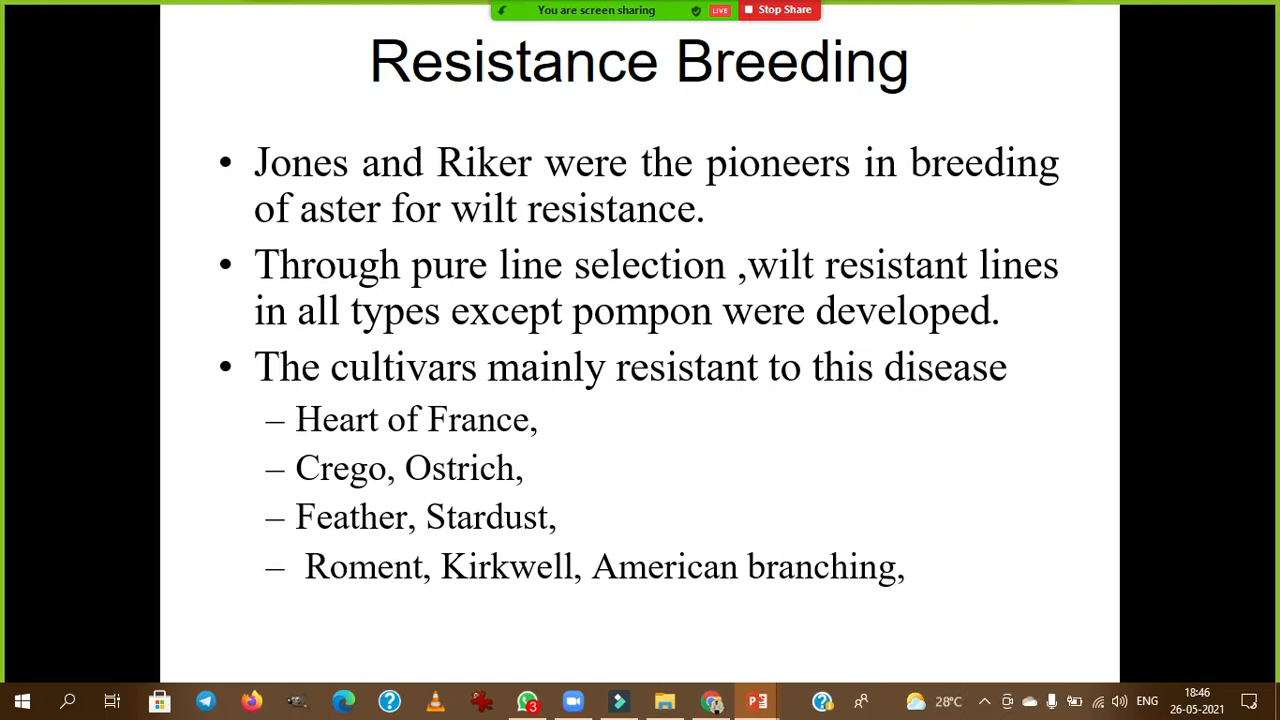 You are screen sharing
LIVE
Stop Share
Resistance Breeding
• Jones and Riker were the pioneers in breeding
of aster for wilt resistance.
• Through pure line selection ,wilt resistant lines
in all types except pompon were developed.
• The cultivars mainly resistant to this disease
– Heart of France,
– Crego, Ostrich,
– Feather, Stardust,
– Roment, Kirkwell, American branching,
3
28°C
ENG
18:46
26-05-2021